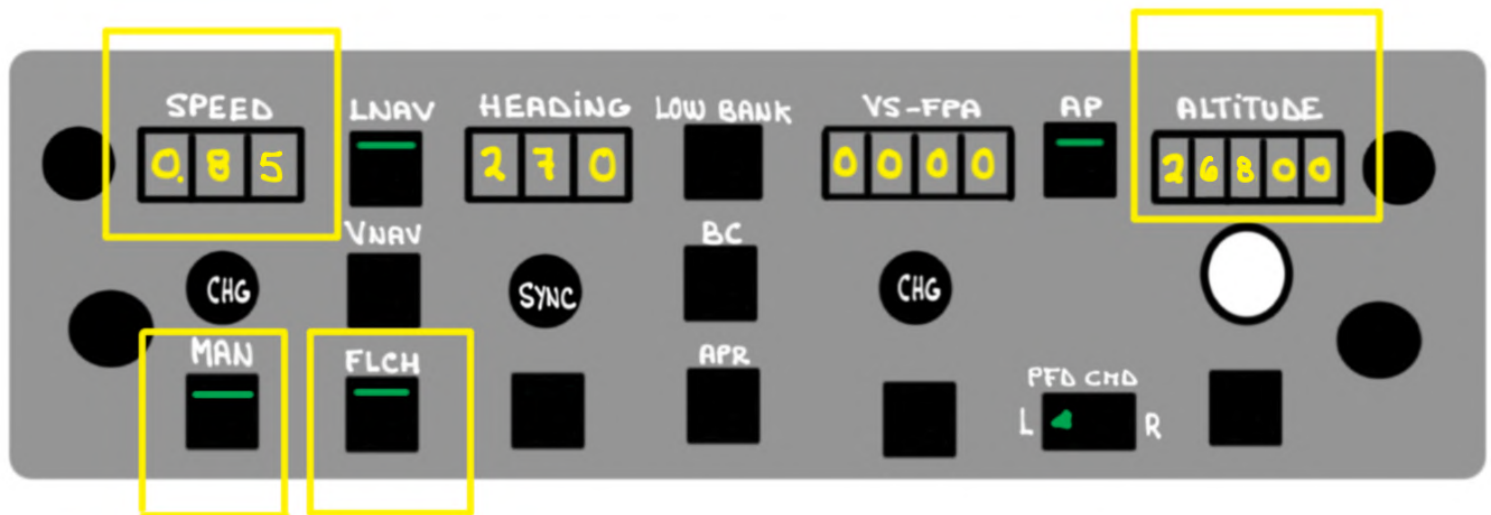 SPEED LNAV HEADING LOW BANK VS-FPA AP ALTITUDE
0.85 270 0000 26800
VNAV BC
CHG SYNC CHG
MAN FLCH APR PFD CMD
L R